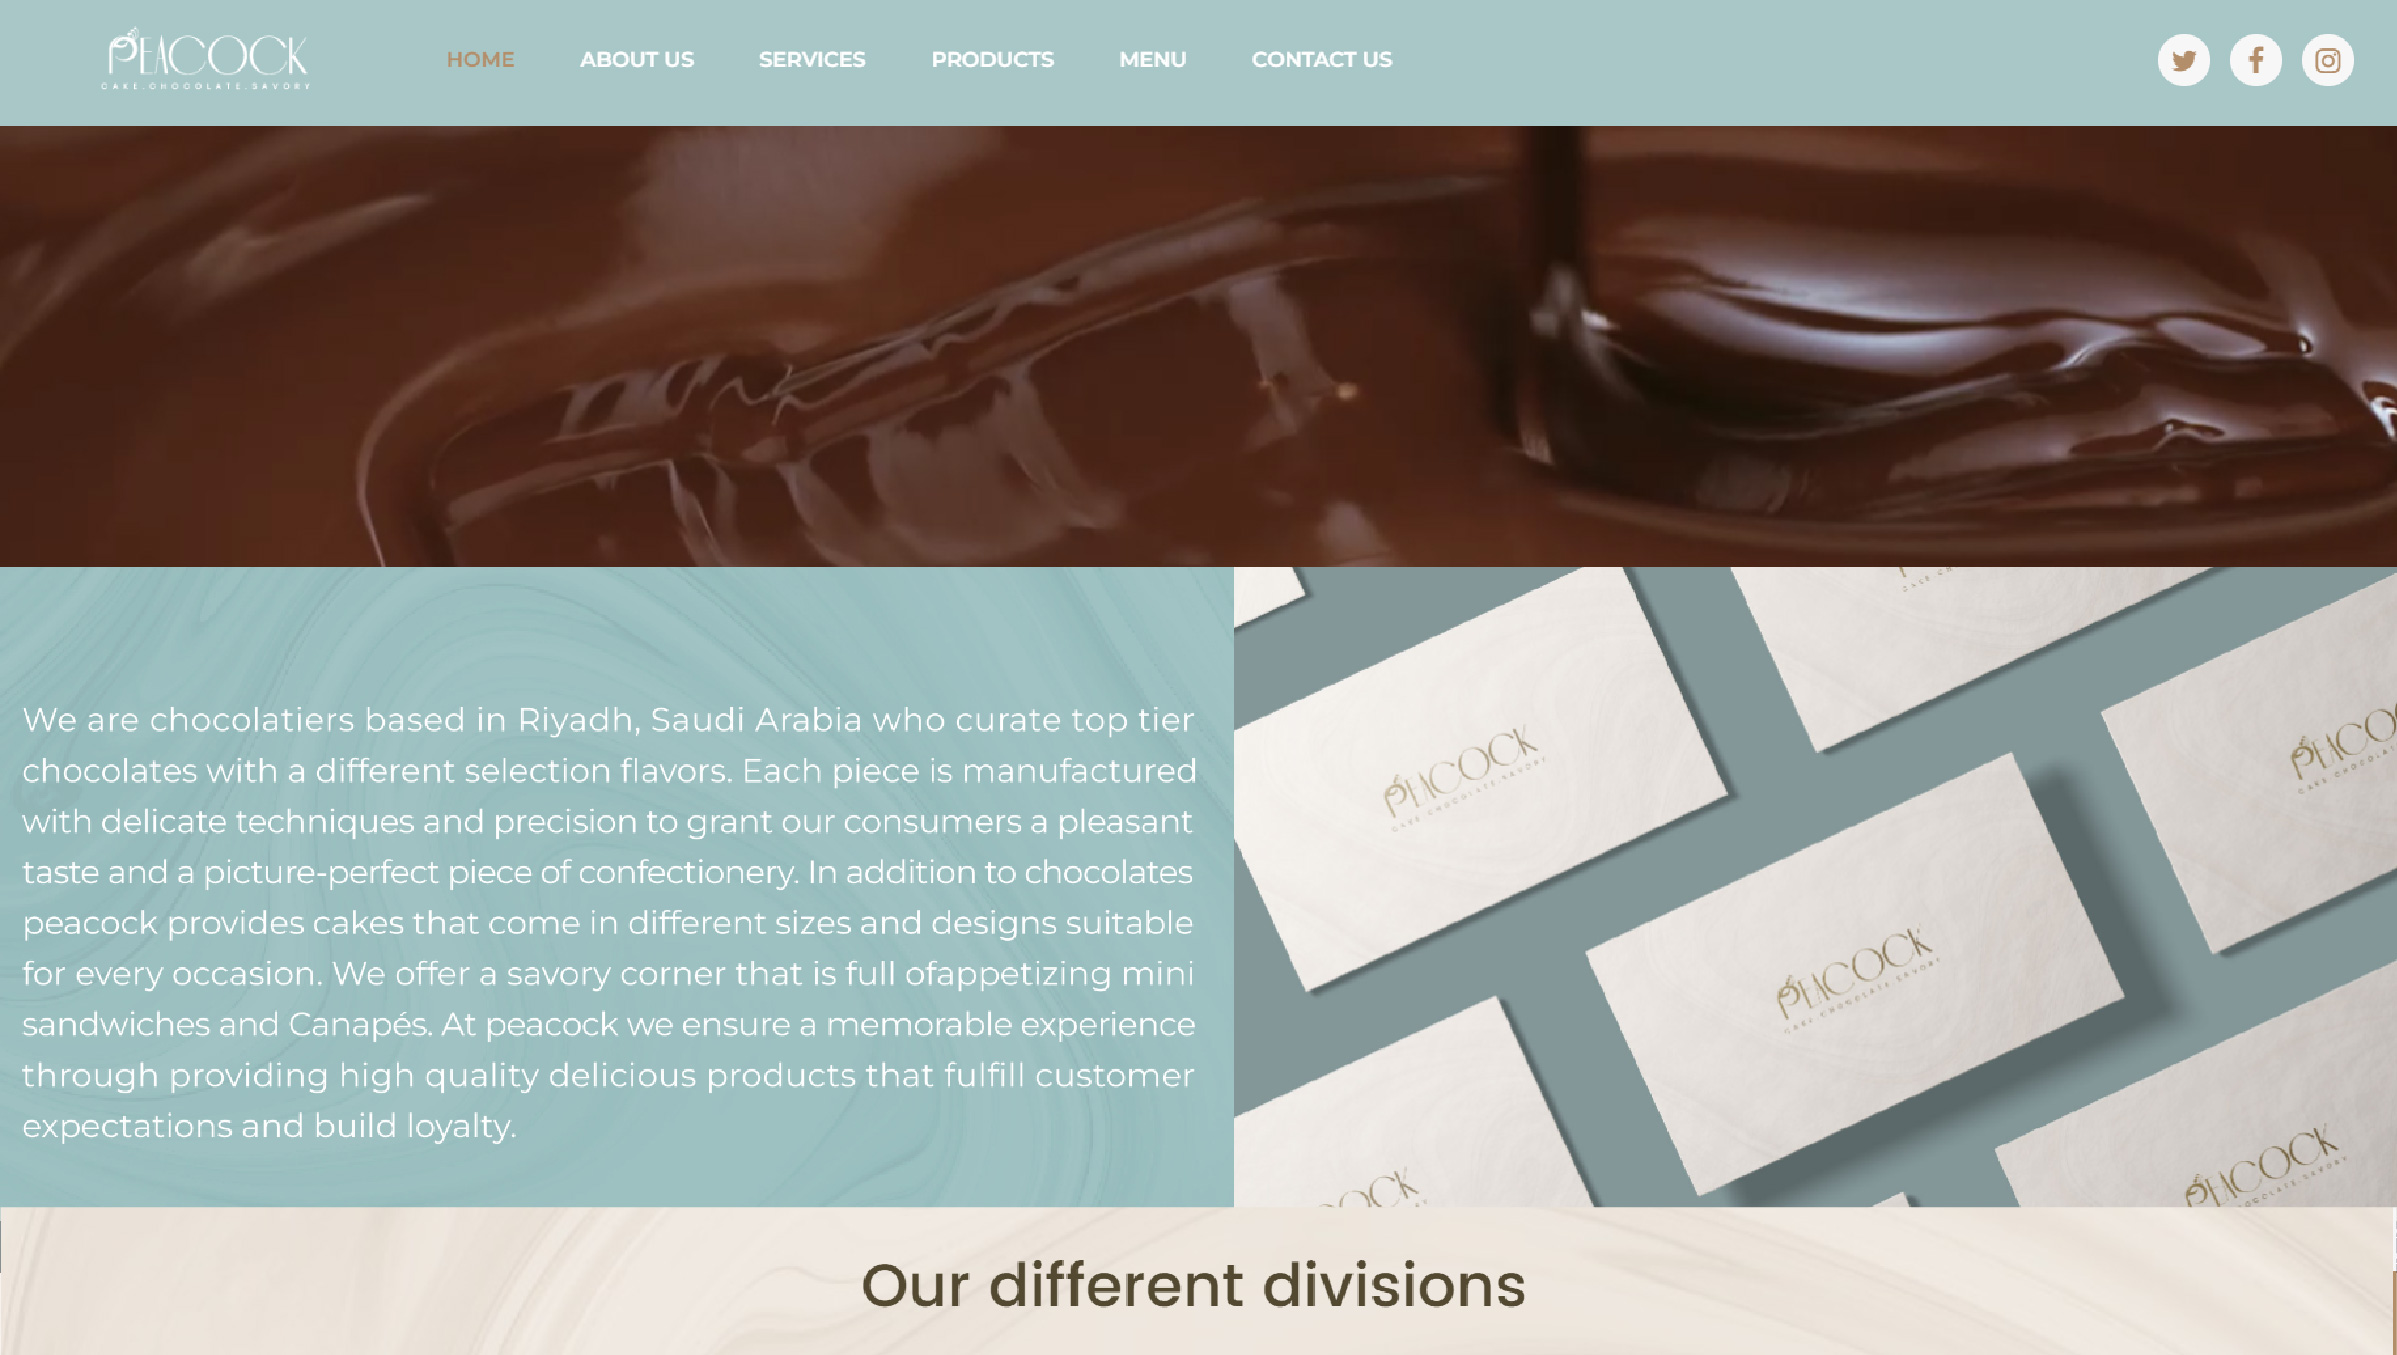 PEACOCK
CAKE.CHOCOLATE.SAVORY
HOME
ABOUT US
SERVICES
PRODUCTS
MENU
CONTACT US
We are chocolatiers based in Riyadh, Saudi Arabia who curate top tier
chocolates with a different selection flavors. Each piece is manufactured
with delicate techniques and precision to grant our consumers a pleasant
taste and a picture-perfect piece of confectionery. In addition to chocolates
peacock provides cakes that come in different sizes and designs suitable
for every occasion. We offer a savory corner that is full ofappetizing mini
sandwiches and Canapés. At peacock we ensure a memorable experience
through providing high quality delicious products that fulfill customer
expectations and build loyalty.
PEACOCK
CAKE.CHOCOLATE.SAVORY
PEACO
CAKE.CHOCOL
PEACOCK
CAKE.CHOCOLATE.SAVORY
OCK
PEACOCK
OCOLATE.SAVORY
Our different divisions